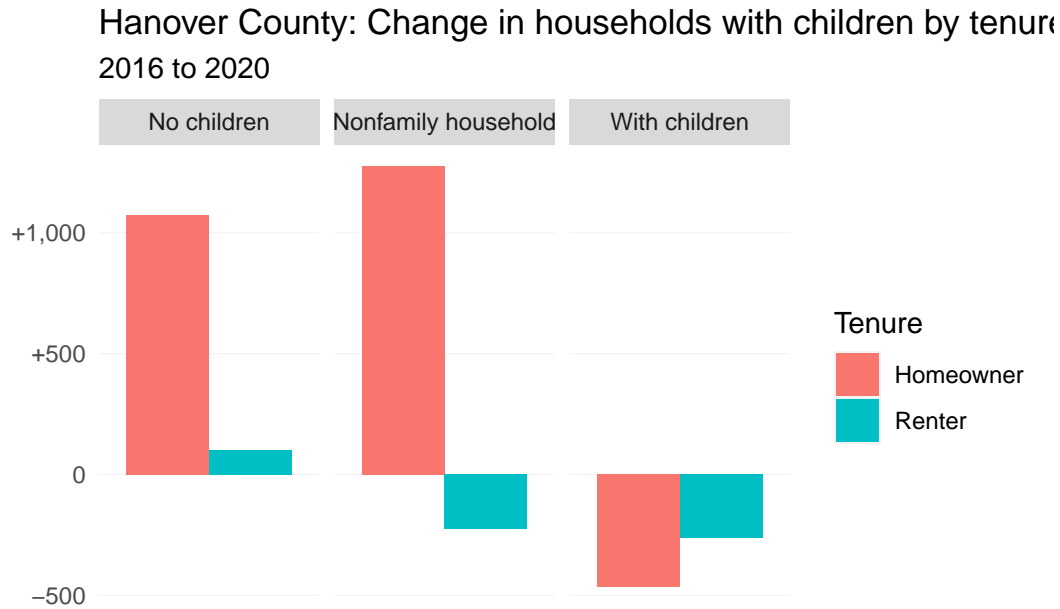 Hanover County: Change in households with children by tenure
2016 to 2020
No children
Nonfamily household
With children
+1,000
+500
0
−500
Tenure
Homeowner
Renter